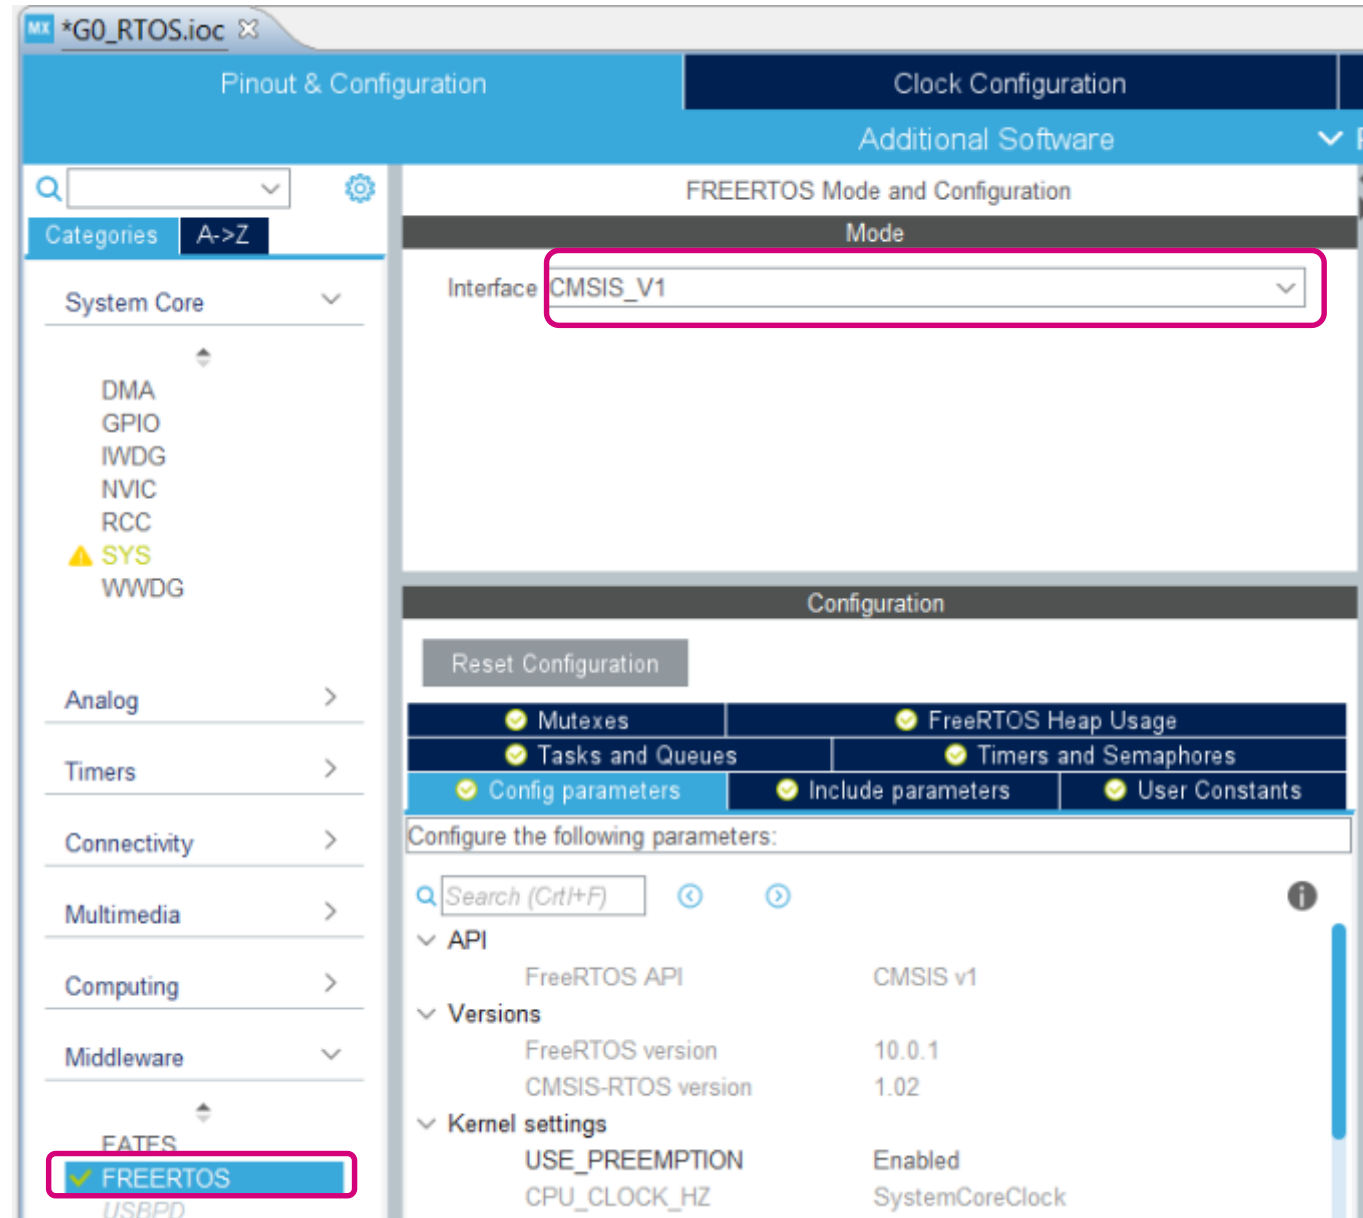 MX *G0_RTOS.ioc
Pinout & Configuration
Clock Configuration
Additional Software
Categories
A->Z
System Core
DMA
GPIO
IWDG
NVIC
RCC
SYS
WWDG
Analog
Timers
Connectivity
Multimedia
Computing
Middleware
FATFS
FREERTOS
USBPD
FREERTOS Mode and Configuration
Mode
Interface CMSIS_V1
Configuration
Reset Configuration
Mutexes
FreeRTOS Heap Usage
Tasks and Queues
Timers and Semaphores
Config parameters
Include parameters
User Constants
Configure the following parameters:
Search (Crtl+F)
API
FreeRTOS API CMSIS v1
Versions
FreeRTOS version 10.0.1
CMSIS-RTOS version 1.02
Kernel settings
USE_PREEMPTION Enabled
CPU_CLOCK_HZ SystemCoreClock